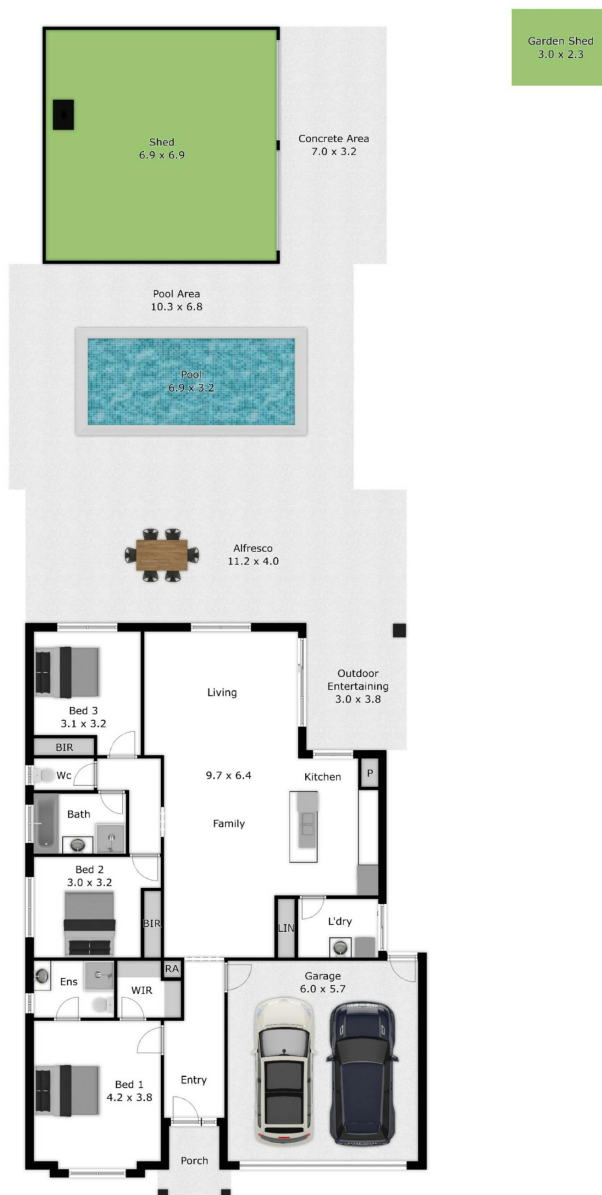 Garden Shed
3.0 x 2.3
Shed
6.9 x 6.9
Concrete Area
7.0 x 3.2
Pool Area
10.3 x 6.8
Pool
6.9 x 3.2
Alfresco
11.2 x 4.0
Outdoor
Entertaining
3.0 x 3.8
Living
Bed 3
3.1 x 3.2
BIR
Wc
9.7 x 6.4
Kitchen
P
Bath
Family
Bed 2
3.0 x 3.2
BIR
LIN
L'dry
Ens
WIR
RA
Garage
6.0 x 5.7
Bed 1
4.2 x 3.8
Entry
Porch